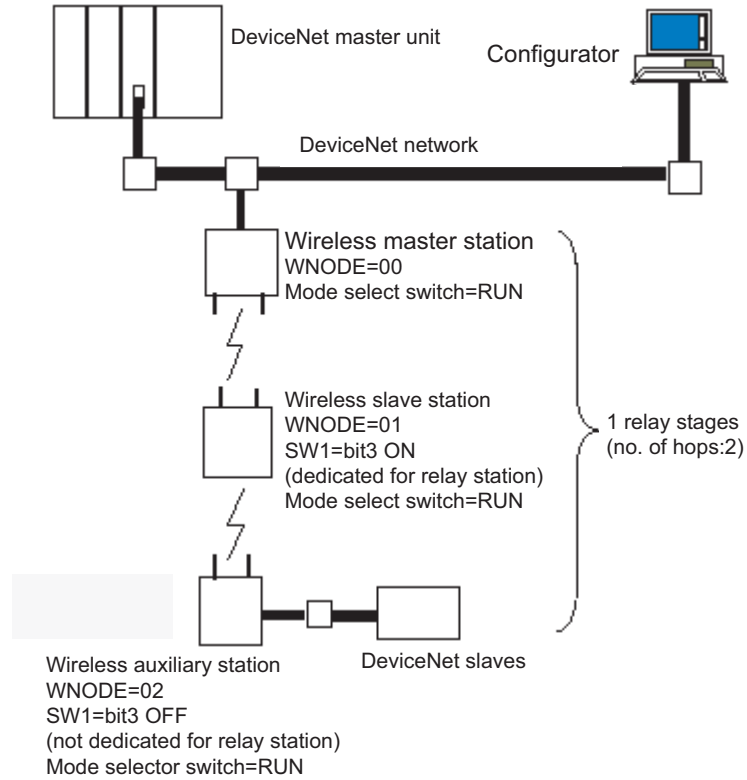 DeviceNet master unit
Configurator
DeviceNet network
Wireless master station
WNODE=00
Mode select switch=RUN
Wireless slave station
WNODE=01
SW1=bit3 ON
(dedicated for relay station)
Mode select switch=RUN
1 relay stages
(no. of hops:2)
Wireless auxiliary station
WNODE=02
SW1=bit3 OFF
(not dedicated for relay station)
Mode selector switch=RUN
DeviceNet slaves